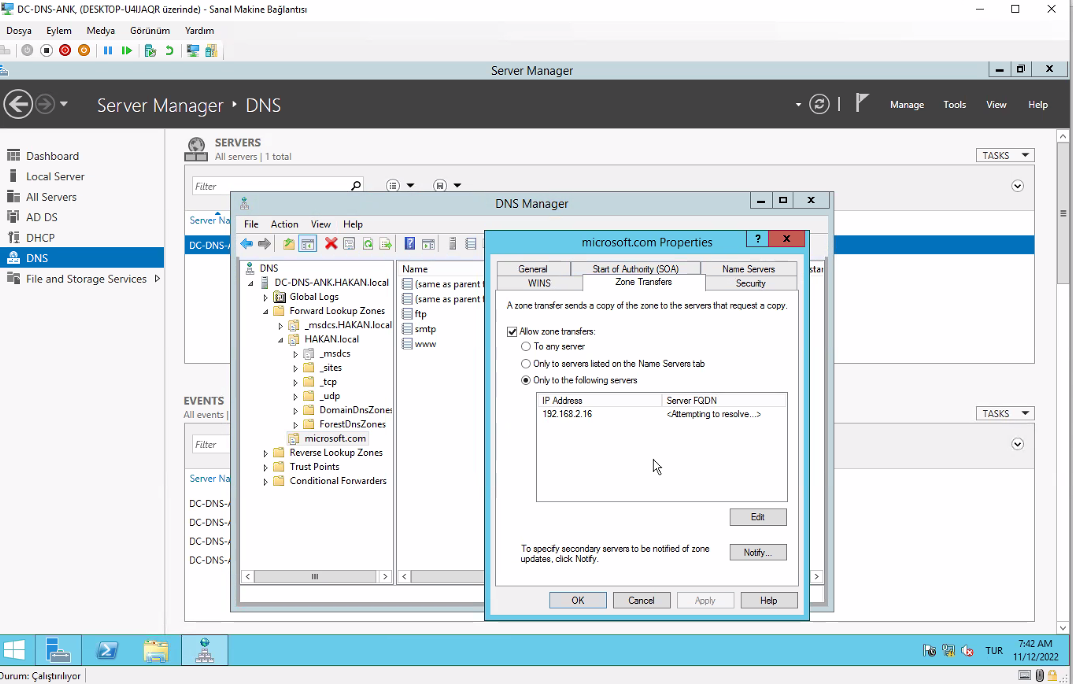 DC-DNS-ANK, (DESKTOP-U4IJAQR üzerinde) - Sanal Makine Bağlantısı
Dosya Eylem Medya Görünüm Yardım
Server Manager
Server Manager • DNS
Manage Tools View Help
Dashboard
Local Server
All Servers
AD DS
DHCP
DNS
File and Storage Services
SERVERS
All servers | 1 total
TASKS
Filter
Server Na
DC-DNS-A
EVENTS
All events |
TASKS
Filter
Server Na
DC-DNS-A
DC-DNS-A
DC-DNS-A
DC-DNS-A
DNS Manager
File Action View Help
DNS
DC-DNS-ANK.HAKAN.local
Global Logs
Forward Lookup Zones
_msdcs.HAKAN.local
HAKAN.local
_msdcs
_sites
_tcp
_udp
DomainDnsZones
ForestDnsZones
microsoft.com
Reverse Lookup Zones
Trust Points
Conditional Forwarders
Name
(same as parent f
(same as parent f
ftp
smtp
www
microsoft.com Properties
General Start of Authority (SOA) Name Servers
WINS Zone Transfers Security
A zone transfer sends a copy of the zone to the servers that request a copy.
Allow zone transfers:
To any server
Only to servers listed on the Name Servers tab
Only to the following servers
IP Address Server FQDN
192.168.2.16 <Attempting to resolve...>
Edit
To specify secondary servers to be notified of zone
updates, click Notify.
Notify...
OK Cancel Apply Help
TUR
7:42 AM
11/12/2022
Durum: Çalıştırılıyor